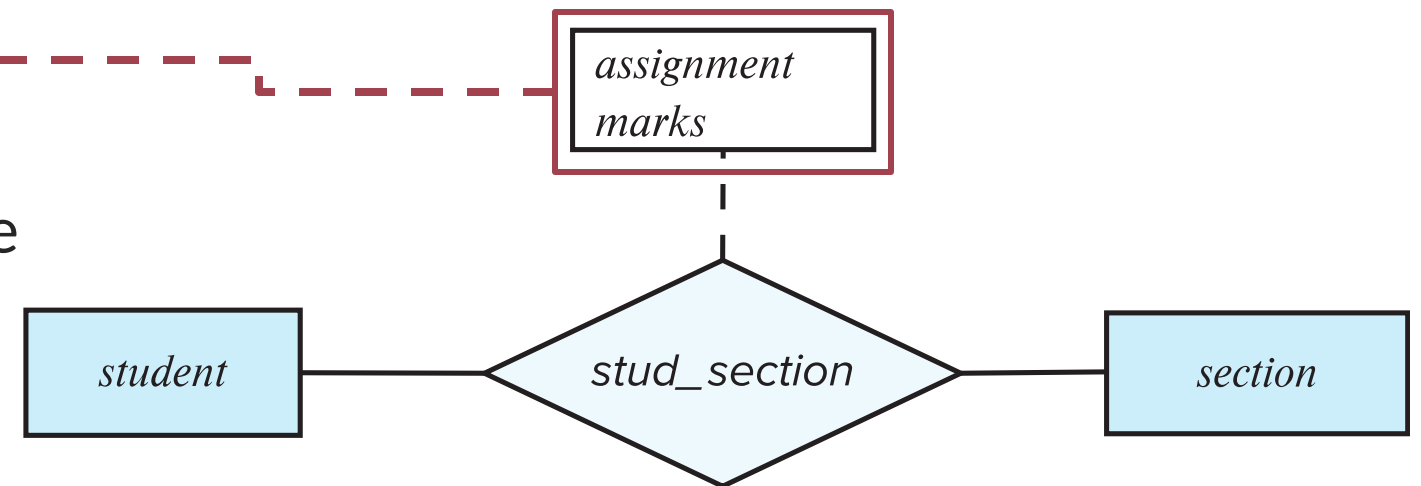 assignment
marks
e
student
stud_section
section